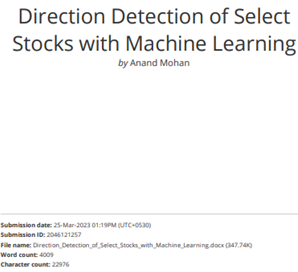 Direction Detection of Select
Stocks with Machine Learning
by Anand Mohan
Submission date: 25-Mar-2023 01:19PM (UTC+0530)
Submission ID: 2046121257
File name: Direction_Detection_of_Select_Stocks_with_Machine_Learning.docx (347.74K)
Word count: 4009
Character count: 22976